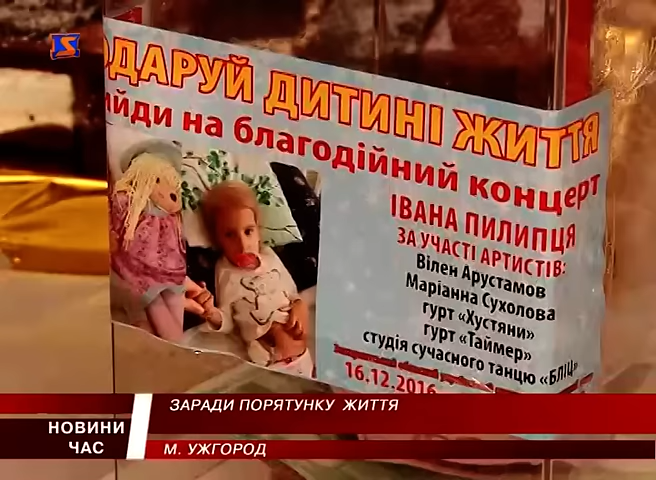 ОДАРУЙ ДИТИНІ ЖИТТЯ
ийди на благодійний концерт
ІВАНА ПИЛИПЦЯ
ЗА УЧАСТІ АРТИСТІВ:
Вілен Арустамов
Маріанна Сухолова
гурт «Хустяни»
гурт «Таймер»
студія сучасного танцю «БЛІЦ»
16.12.2016
ЗАРАДИ ПОРЯТУНКУ ЖИТТЯ
НОВИНИ
ЧАС
М. УЖГОРОД